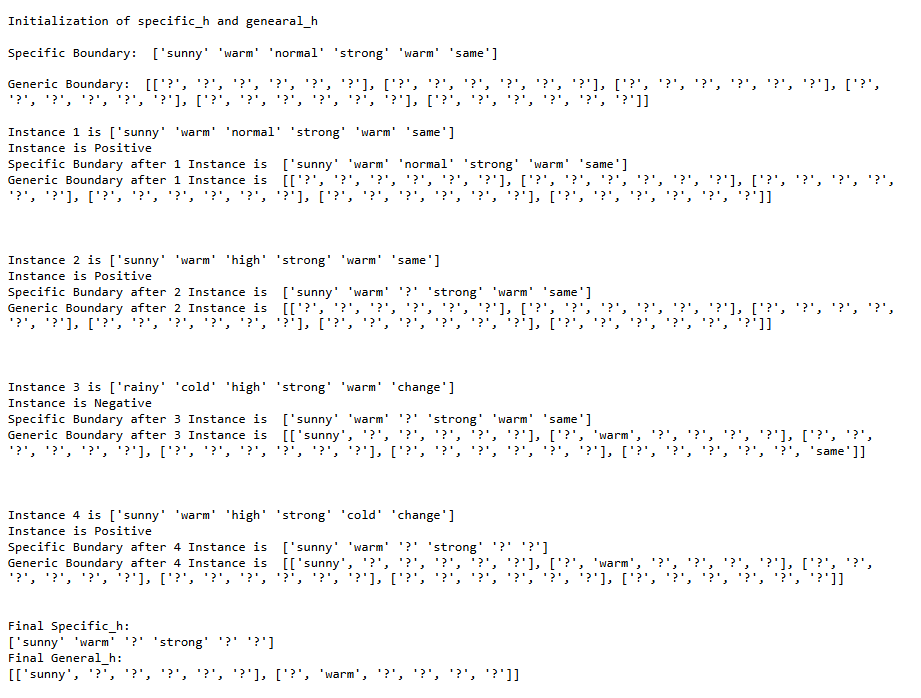 Initialization of specific_h and genearal_h
Specific Boundary:  ['sunny' 'warm' 'normal' 'strong' 'warm' 'same']
Generic Boundary:  [['?', '?', '?', '?', '?', '?'], ['?', '?', '?', '?', '?', '?'], ['?', '?', '?', '?', '?', '?'], ['?',
'?', '?', '?', '?', '?'], ['?', '?', '?', '?', '?', '?'], ['?', '?', '?', '?', '?', '?']]
Instance 1 is ['sunny' 'warm' 'normal' 'strong' 'warm' 'same']
Instance is Positive
Specific Bundary after 1 Instance is  ['sunny' 'warm' 'normal' 'strong' 'warm' 'same']
Generic Boundary after 1 Instance is  [['?', '?', '?', '?', '?', '?'], ['?', '?', '?', '?', '?', '?'], ['?', '?', '?', '?',
'?', '?'], ['?', '?', '?', '?', '?', '?'], ['?', '?', '?', '?', '?', '?'], ['?', '?', '?', '?', '?', '?']]
Instance 2 is ['sunny' 'warm' 'high' 'strong' 'warm' 'same']
Instance is Positive
Specific Bundary after 2 Instance is  ['sunny' 'warm' '?' 'strong' 'warm' 'same']
Generic Boundary after 2 Instance is  [['?', '?', '?', '?', '?', '?'], ['?', '?', '?', '?', '?', '?'], ['?', '?', '?', '?',
'?', '?'], ['?', '?', '?', '?', '?', '?'], ['?', '?', '?', '?', '?', '?'], ['?', '?', '?', '?', '?', '?']]
Instance 3 is ['rainy' 'cold' 'high' 'strong' 'warm' 'change']
Instance is Negative
Specific Bundary after 3 Instance is  ['sunny' 'warm' '?' 'strong' 'warm' 'same']
Generic Boundary after 3 Instance is  [['sunny', '?', '?', '?', '?', '?'], ['?', 'warm', '?', '?', '?', '?'], ['?', '?',
'?', '?', '?', '?'], ['?', '?', '?', '?', '?', '?'], ['?', '?', '?', '?', '?', '?'], ['?', '?', '?', '?', '?', 'same']]
Instance 4 is ['sunny' 'warm' 'high' 'strong' 'cold' 'change']
Instance is Positive
Specific Bundary after 4 Instance is  ['sunny' 'warm' '?' 'strong' '?' '?']
Generic Boundary after 4 Instance is  [['sunny', '?', '?', '?', '?', '?'], ['?', 'warm', '?', '?', '?', '?'], ['?', '?',
'?', '?', '?', '?'], ['?', '?', '?', '?', '?', '?'], ['?', '?', '?', '?', '?', '?'], ['?', '?', '?', '?', '?', '?']]
Final Specific_h:
['sunny' 'warm' '?' 'strong' '?' '?']
Final General_h:
[['sunny', '?', '?', '?', '?', '?'], ['?', 'warm', '?', '?', '?', '?']]